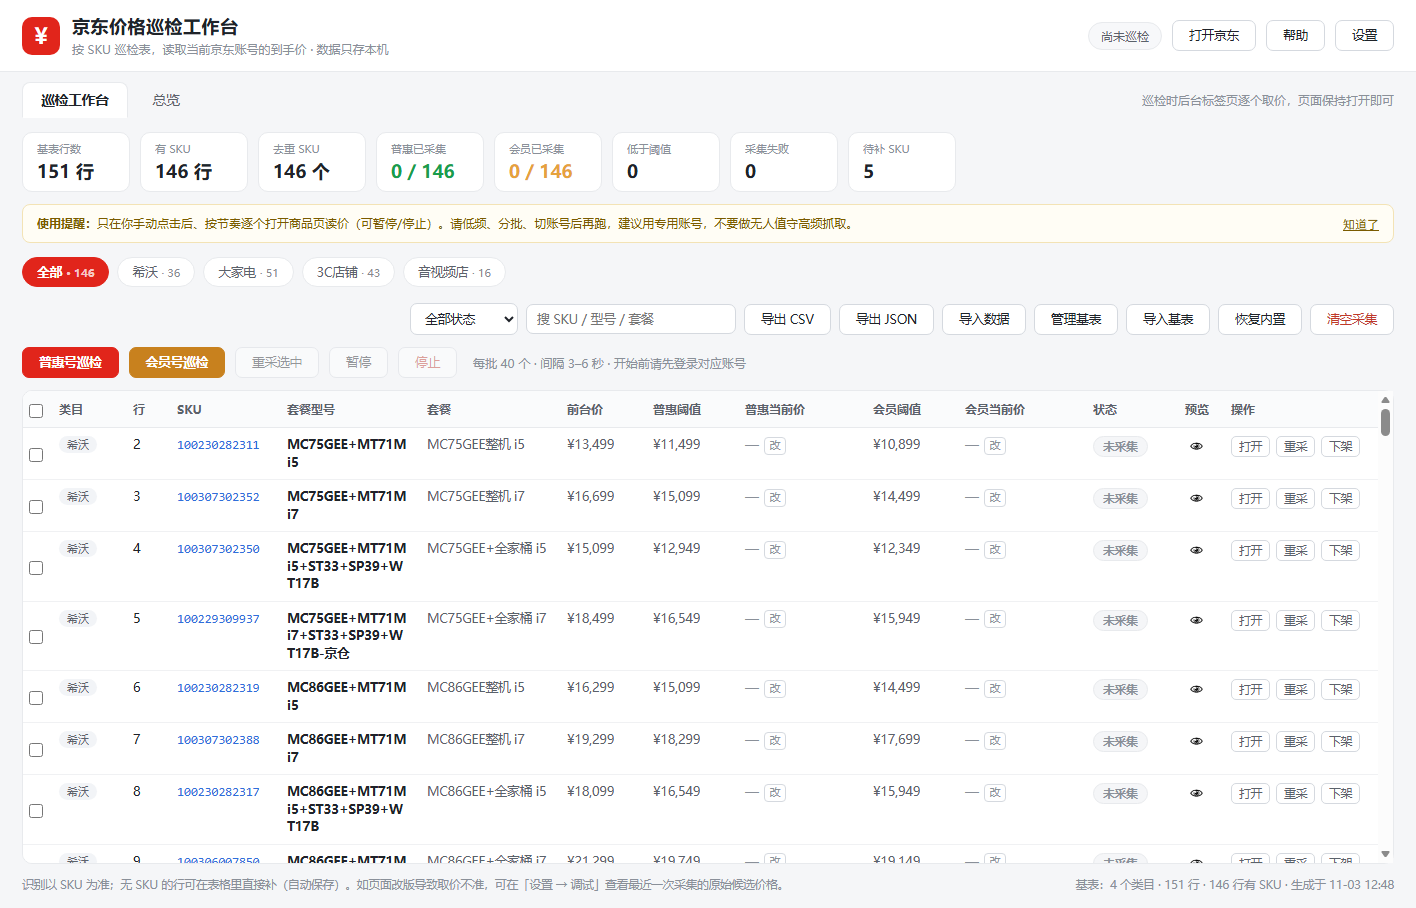 ¥ 京东价格巡检工作台
按 SKU 巡检表，读取当前京东账号的到手价 · 数据只存本机
尚未巡检 打开京东 帮助 设置
巡检工作台 总览 巡检时后台标签页逐个取价，页面保持打开即可
基表行数 有 SKU 去重 SKU 普惠已采集 会员已采集 低于阈值 采集失败 待补 SKU
151 行 146 行 146 个 0 / 146 0 / 146 0 0 5
使用提醒：只在你手动点击后、按节奏逐个打开商品页读价（可暂停/停止）。请低频、分批、切账号后再跑，建议用专用账号，不要做无人值守高频抓取。 知道了
全部 · 146 希沃 · 36 大家电 · 51 3C店铺 · 43 音视频店 · 16
全部状态 搜 SKU / 型号 / 套餐 导出 CSV 导出 JSON 导入数据 管理基表 导入基表 恢复内置 清空采集
普惠号巡检 会员号巡检 重采选中 暂停 停止 每批 40 个 · 间隔 3–6 秒 · 开始前请先登录对应账号
类目 行 SKU 套餐型号 套餐 前台价 普惠阈值 普惠当前价 会员阈值 会员当前价 状态 预览 操作
希沃 2 100230282311 MC75GEE+MT71M MC75GEE整机 i5 ¥13,499 ¥11,499 — 改 ¥10,899 — 改 未采集 打开 重采 下架
i5
希沃 3 100307302352 MC75GEE+MT71M MC75GEE整机 i7 ¥16,699 ¥15,099 — 改 ¥14,499 — 改 未采集 打开 重采 下架
i7
希沃 4 100307302350 MC75GEE+MT71M MC75GEE+全家桶 i5 ¥15,099 ¥12,949 — 改 ¥12,349 — 改 未采集 打开 重采 下架
i5+ST33+SP39+W
T17B
希沃 5 100229309937 MC75GEE+MT71M MC75GEE+全家桶 i7 ¥18,499 ¥16,549 — 改 ¥15,949 — 改 未采集 打开 重采 下架
i7+ST33+SP39+W
T17B-京仓
希沃 6 100230282319 MC86GEE+MT71M MC86GEE整机 i5 ¥16,299 ¥15,099 — 改 ¥14,499 — 改 未采集 打开 重采 下架
i5
希沃 7 100307302388 MC86GEE+MT71M MC86GEE整机 i7 ¥19,299 ¥18,299 — 改 ¥17,699 — 改 未采集 打开 重采 下架
i7
希沃 8 100230282317 MC86GEE+MT71M MC86GEE+全家桶 i5 ¥18,099 ¥16,549 — 改 ¥15,949 — 改 未采集 打开 重采 下架
i5+ST33+SP39+W
T17B
希沃 9 100306007850 MC86GEE+MT71M MC86GEE+全家桶 i7 ¥21,299 ¥19,749 — 改 ¥19,149 — 改 未采集 打开 重采 下架
识别以 SKU 为准；无 SKU 的行可在表格里直接补（自动保存）。如页面改版导致取价不准，可在「设置 → 调试」查看最近一次采集的原始候选价格。 基表：4 个类目 · 151 行 · 146 行有 SKU · 生成于 11-03 12:48